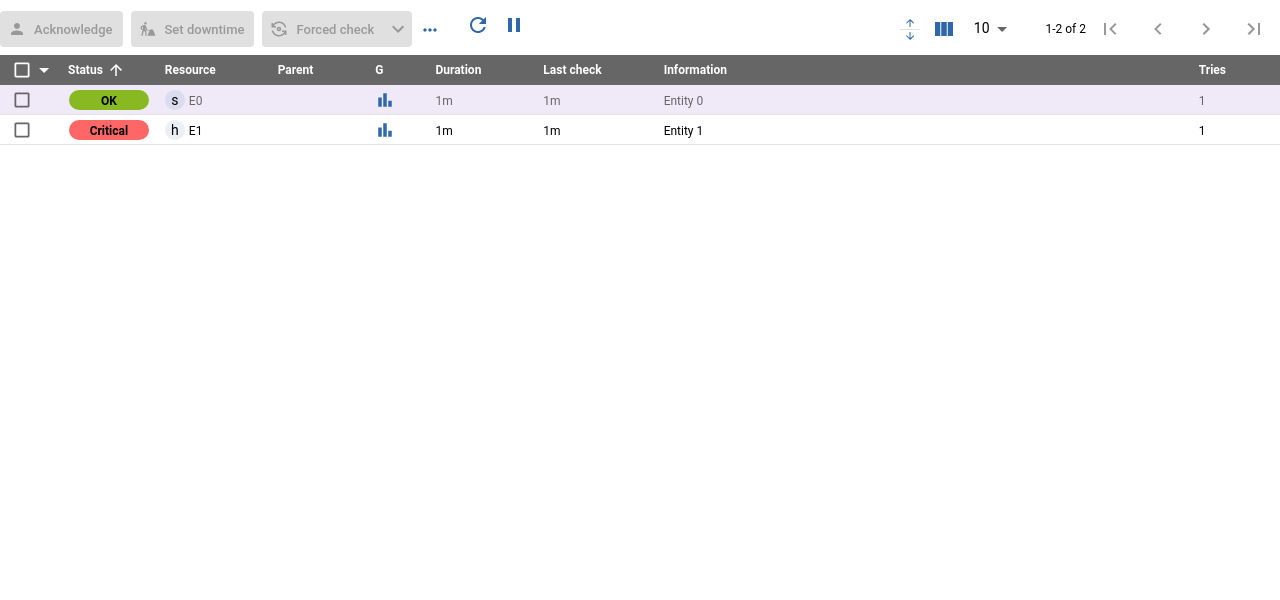 Acknowledge Set downtime Forced check 10 1-2 of 2
Status Resource Parent G Duration Last check Information Tries
OK s E0 1m 1m Entity 0 1
Critical h E1 1m 1m Entity 1 1